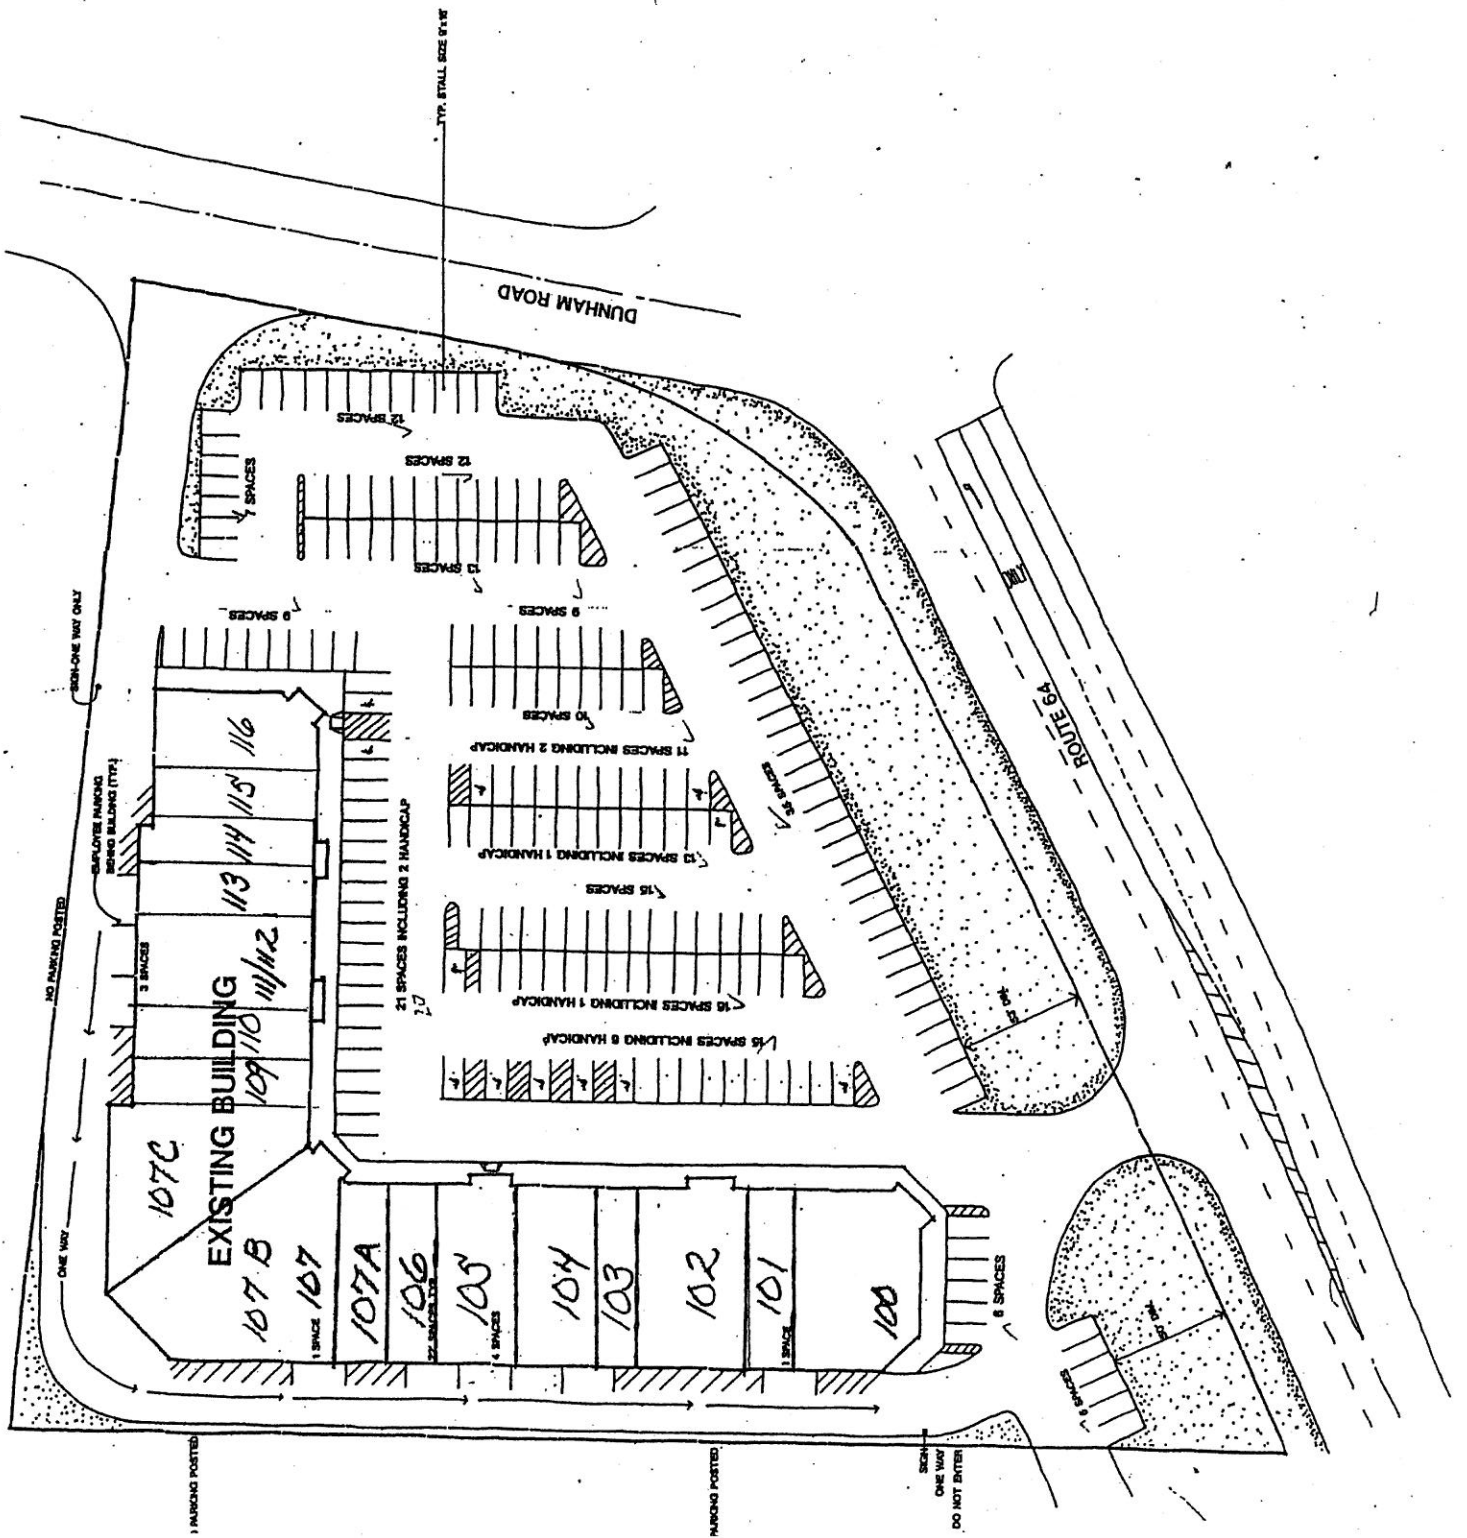 TYP. STALL SIZE 9'x18'
DUNHAM ROAD
12 SPACES
12 SPACES
7 SPACES
13 SPACES
SIGN-ONE WAY ONLY
9 SPACES
9 SPACES
10 SPACES
11 SPACES INCLUDING 2 HANDICAP
35 SPACES
ROUTE 64
116
115
114
113
111/112
110
109
EMPLOYEE PARKING
BEHIND BUILDING (TYP.)
NO PARKING POSTED
3 SPACES
21 SPACES INCLUDING 2 HANDICAP
13 SPACES INCLUDING 1 HANDICAP
15 SPACES
16 SPACES INCLUDING 1 HANDICAP
15 SPACES INCLUDING 6 HANDICAP
EXISTING BUILDING
107C
ONE WAY
107B
107
1 SPACE
107A
106
105
4 SPACES
104
103
102
101
1 SPACE
100
6 SPACES
6 SPACES
PARKING POSTED
PARKING POSTED
SIGN
ONE WAY
DO NOT ENTER